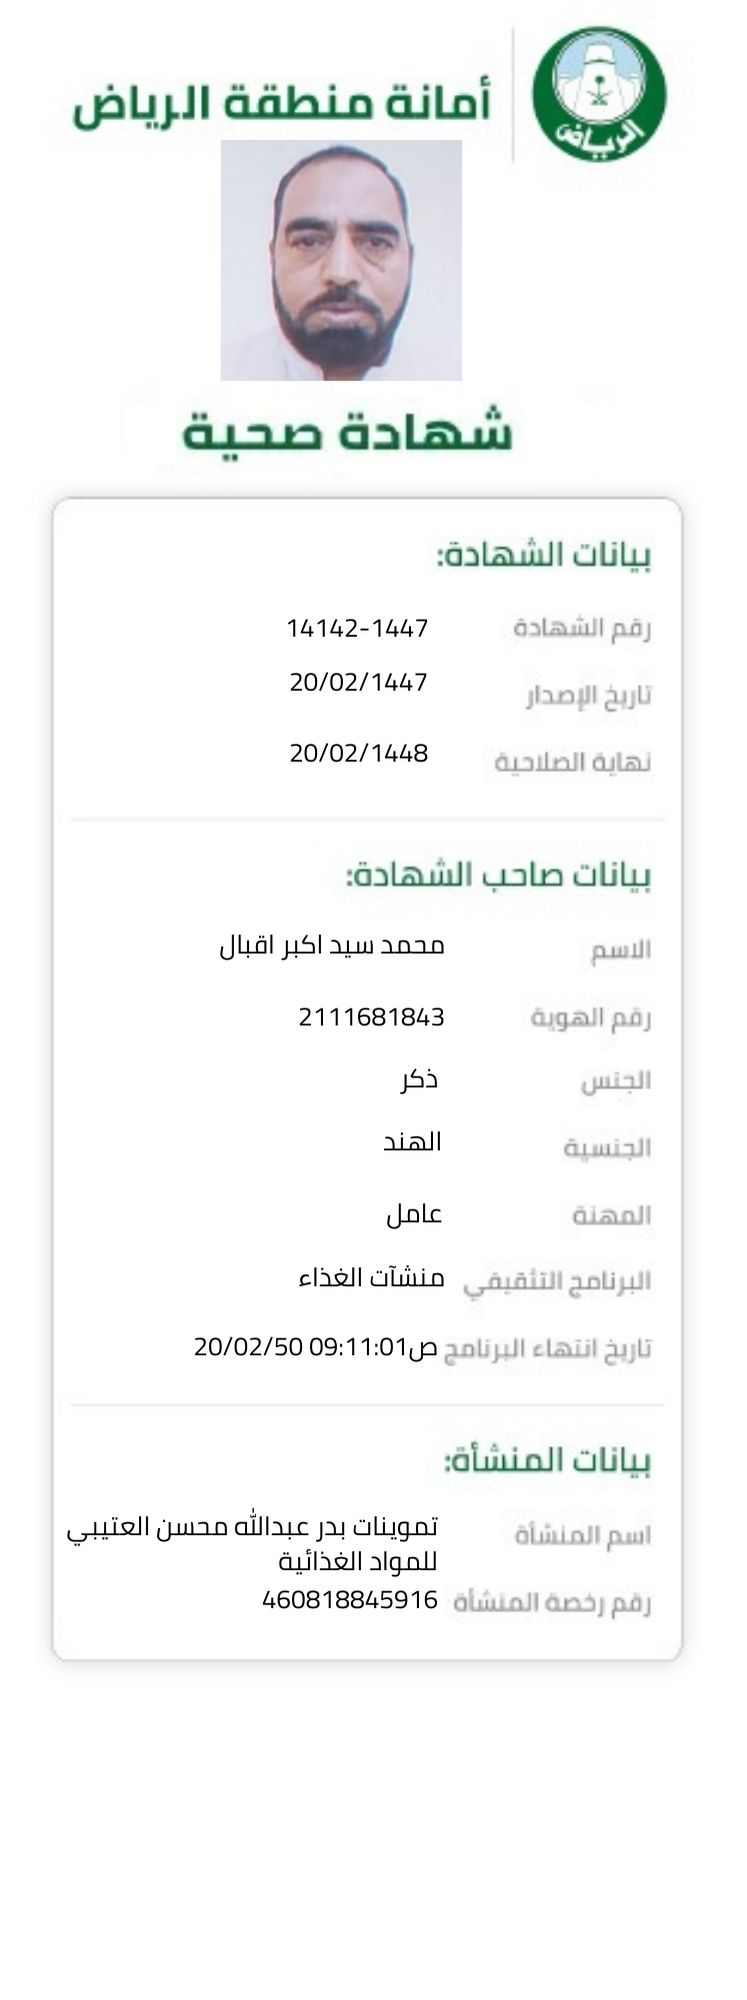 أمانة منطقة الرياض
الرياض
شهادة صحية
بيانات الشهادة:
رقم الشهادة 14142-1447
تاريخ الإصدار 20/02/1447
نهاية الصلاحية 20/02/1448
بيانات صاحب الشهادة:
الاسم محمد سيد اكبر اقبال
رقم الهوية 2111681843
الجنس ذكر
الجنسية الهند
المهنة عامل
البرنامج التثقيفي منشآت الغذاء
تاريخ انتهاء البرنامج ص09:11:01 20/02/50
بيانات المنشأة:
اسم المنشأة تموينات بدر عبدالله محسن العتيبي
للمواد الغذائية
رقم رخصة المنشأة 460818845916